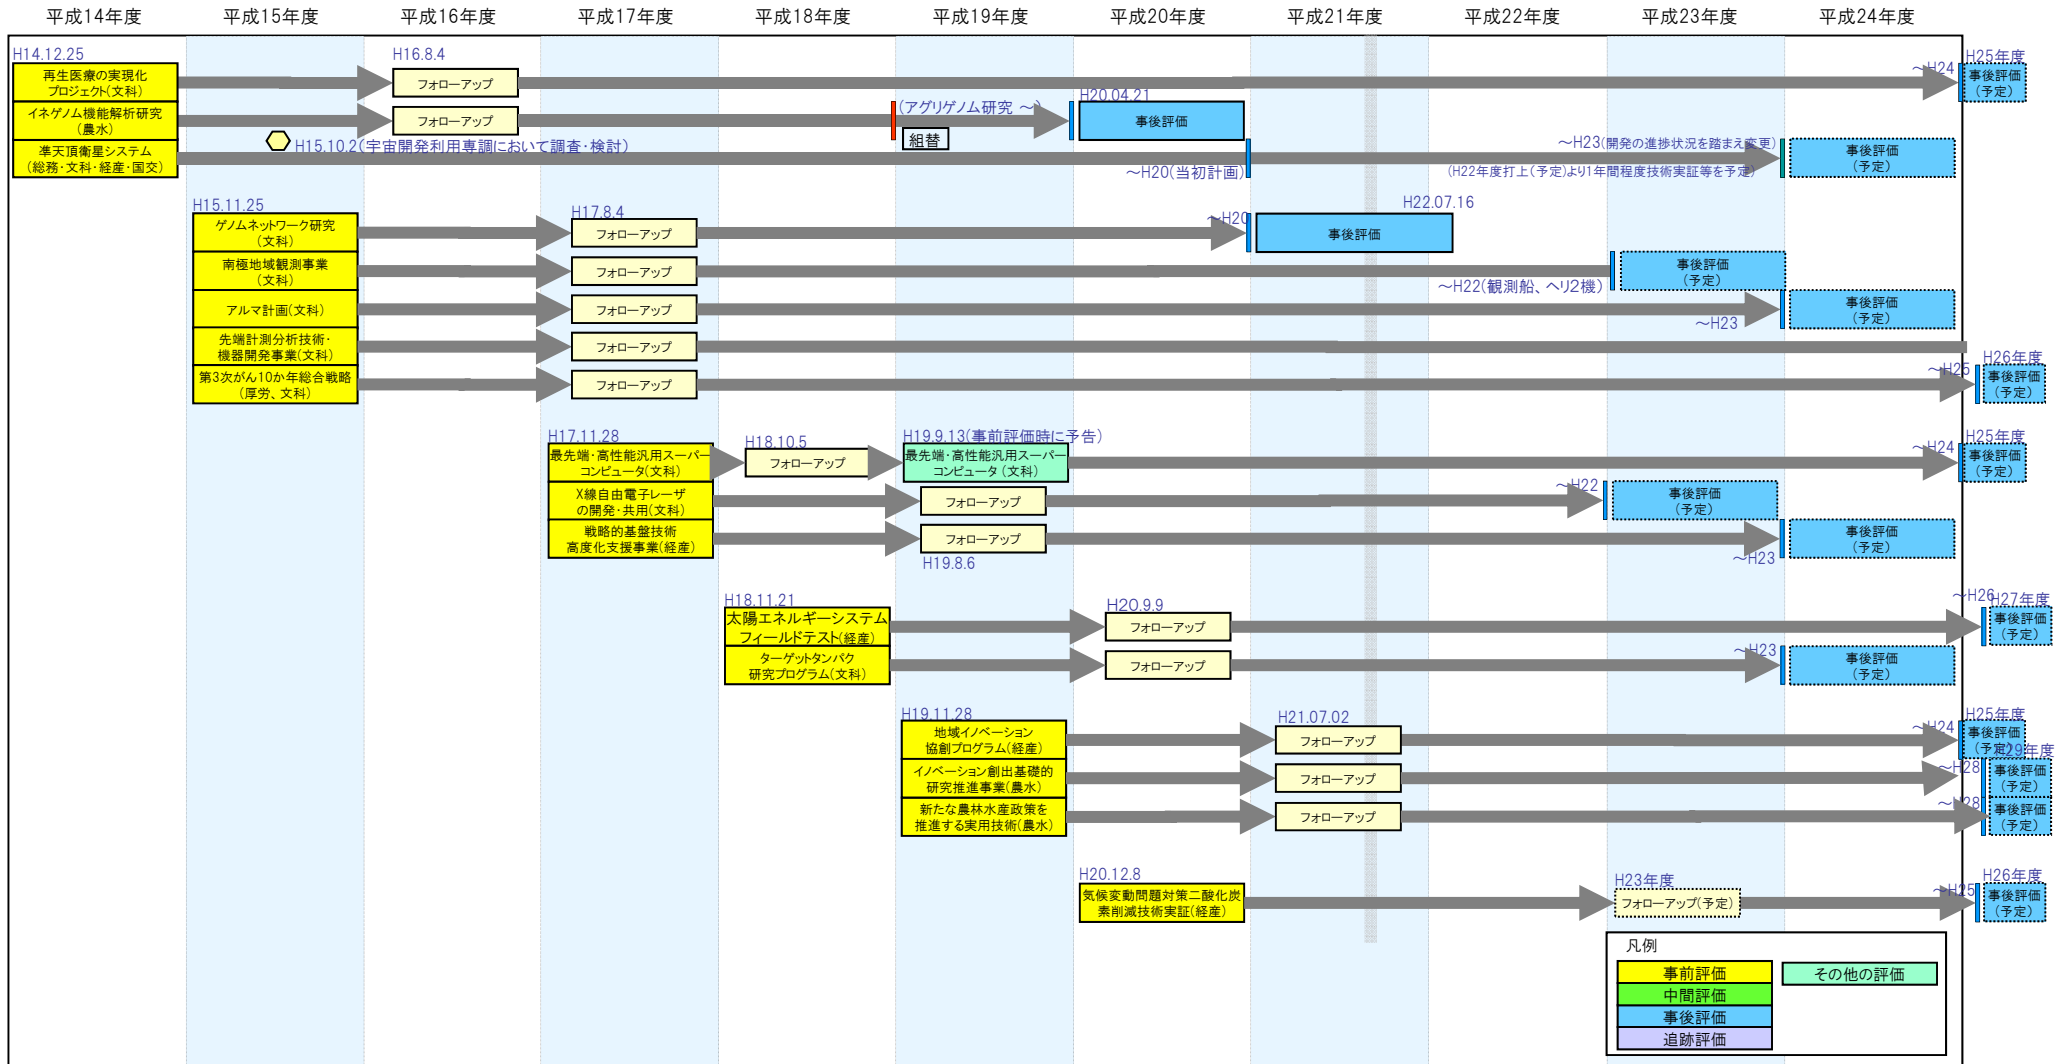 平成14年度 平成15年度 平成16年度 平成17年度 平成18年度 平成19年度 平成20年度 平成21年度 平成22年度 平成23年度 平成24年度
H14.12.25
H16.8.4
H25年度
再生医療の実現化
プロジェクト(文科)
フォローアップ
～H24
事後評価
(予定)
イネゲノム機能解析研究
(農水)
フォローアップ
(アグリゲノム研究 ～)
組替
H20.04.21
事後評価
H15.10.2(宇宙開発利用専調において調査・検討)
準天頂衛星システム
(総務・文科・経産・国交)
～H20(当初計画)
～H23(開発の進捗状況を踏まえ変更)
(H22年度打上(予定)より1年間程度技術実証等を予定)
事後評価
(予定)
H15.11.25
H17.8.4
H22.07.16
ゲノムネットワーク研究
(文科)
フォローアップ
～H20
事後評価
南極地域観測事業
(文科)
フォローアップ
～H22(観測船、ヘリ2機)
事後評価
(予定)
アルマ計画(文科)
フォローアップ
～H23
事後評価
(予定)
先端計測分析技術・
機器開発事業(文科)
フォローアップ
H26年度
第3次がん10か年総合戦略
(厚労、文科)
フォローアップ
～H25
事後評価
(予定)
H17.11.28
H18.10.5
H19.9.13(事前評価時に予告)
H25年度
最先端・高性能汎用スーパー
コンピュータ(文科)
フォローアップ
最先端・高性能汎用スーパー
コンピュータ(文科)
～H24
事後評価
(予定)
X線自由電子レーザ
の開発・共用(文科)
フォローアップ
～H22
事後評価
(予定)
戦略的基盤技術
高度化支援事業(経産)
フォローアップ
H19.8.6
～H23
事後評価
(予定)
H18.11.21
H20.9.9
～H26
H27年度
太陽エネルギーシステム
フィールドテスト(経産)
フォローアップ
事後評価
(予定)
ターゲットタンパク
研究プログラム(文科)
フォローアップ
～H23
事後評価
(予定)
H19.11.28
H21.07.02
H25年度
地域イノベーション
協創プログラム(経産)
フォローアップ
～H24
事後評価
(予定)
H29年度
イノベーション創出基礎的
研究推進事業(農水)
フォローアップ
～H28
事後評価
(予定)
新たな農林水産政策を
推進する実用技術(農水)
フォローアップ
～H28
事後評価
(予定)
H20.12.8
H23年度
H26年度
気候変動問題対策二酸化炭
素削減技術実証(経産)
フォローアップ(予定)
～H25
事後評価
(予定)
凡例
事前評価
その他の評価
中間評価
事後評価
追跡評価